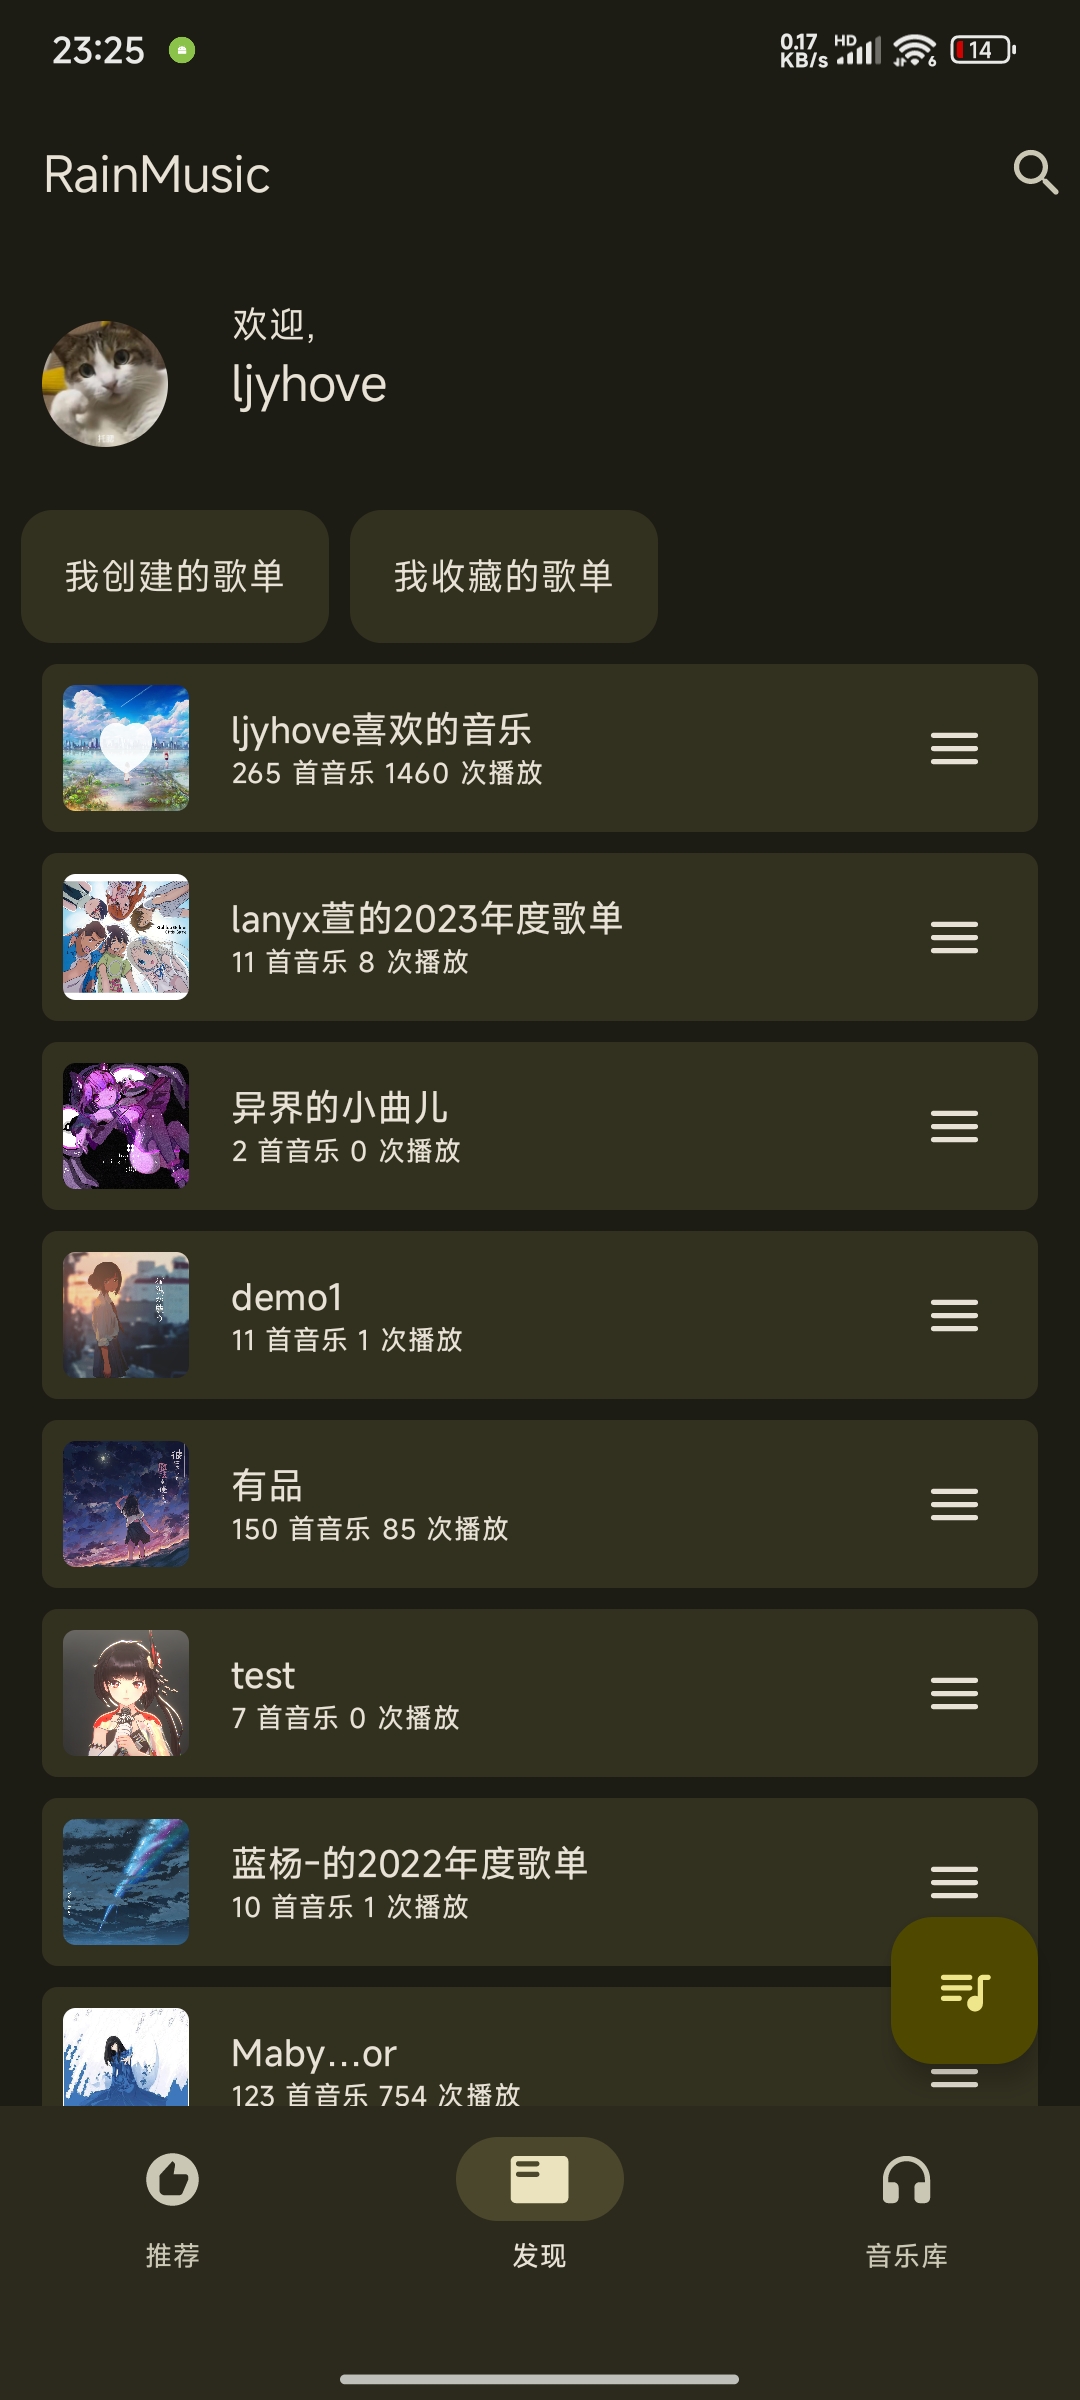 23:25
0.17
KB/s
HD
6
14
RainMusic
欢迎,
ljyhove
我创建的歌单
我收藏的歌单
ljyhove喜欢的音乐
265 首音乐 1460 次播放
lanyx萱的2023年度歌单
11 首音乐 8 次播放
异界的小曲儿
2 首音乐 0 次播放
demo1
11 首音乐 1 次播放
有品
150 首音乐 85 次播放
test
7 首音乐 0 次播放
蓝杨-的2022年度歌单
10 首音乐 1 次播放
Maby...or
123 首音乐 754 次播放
推荐
发现
音乐库